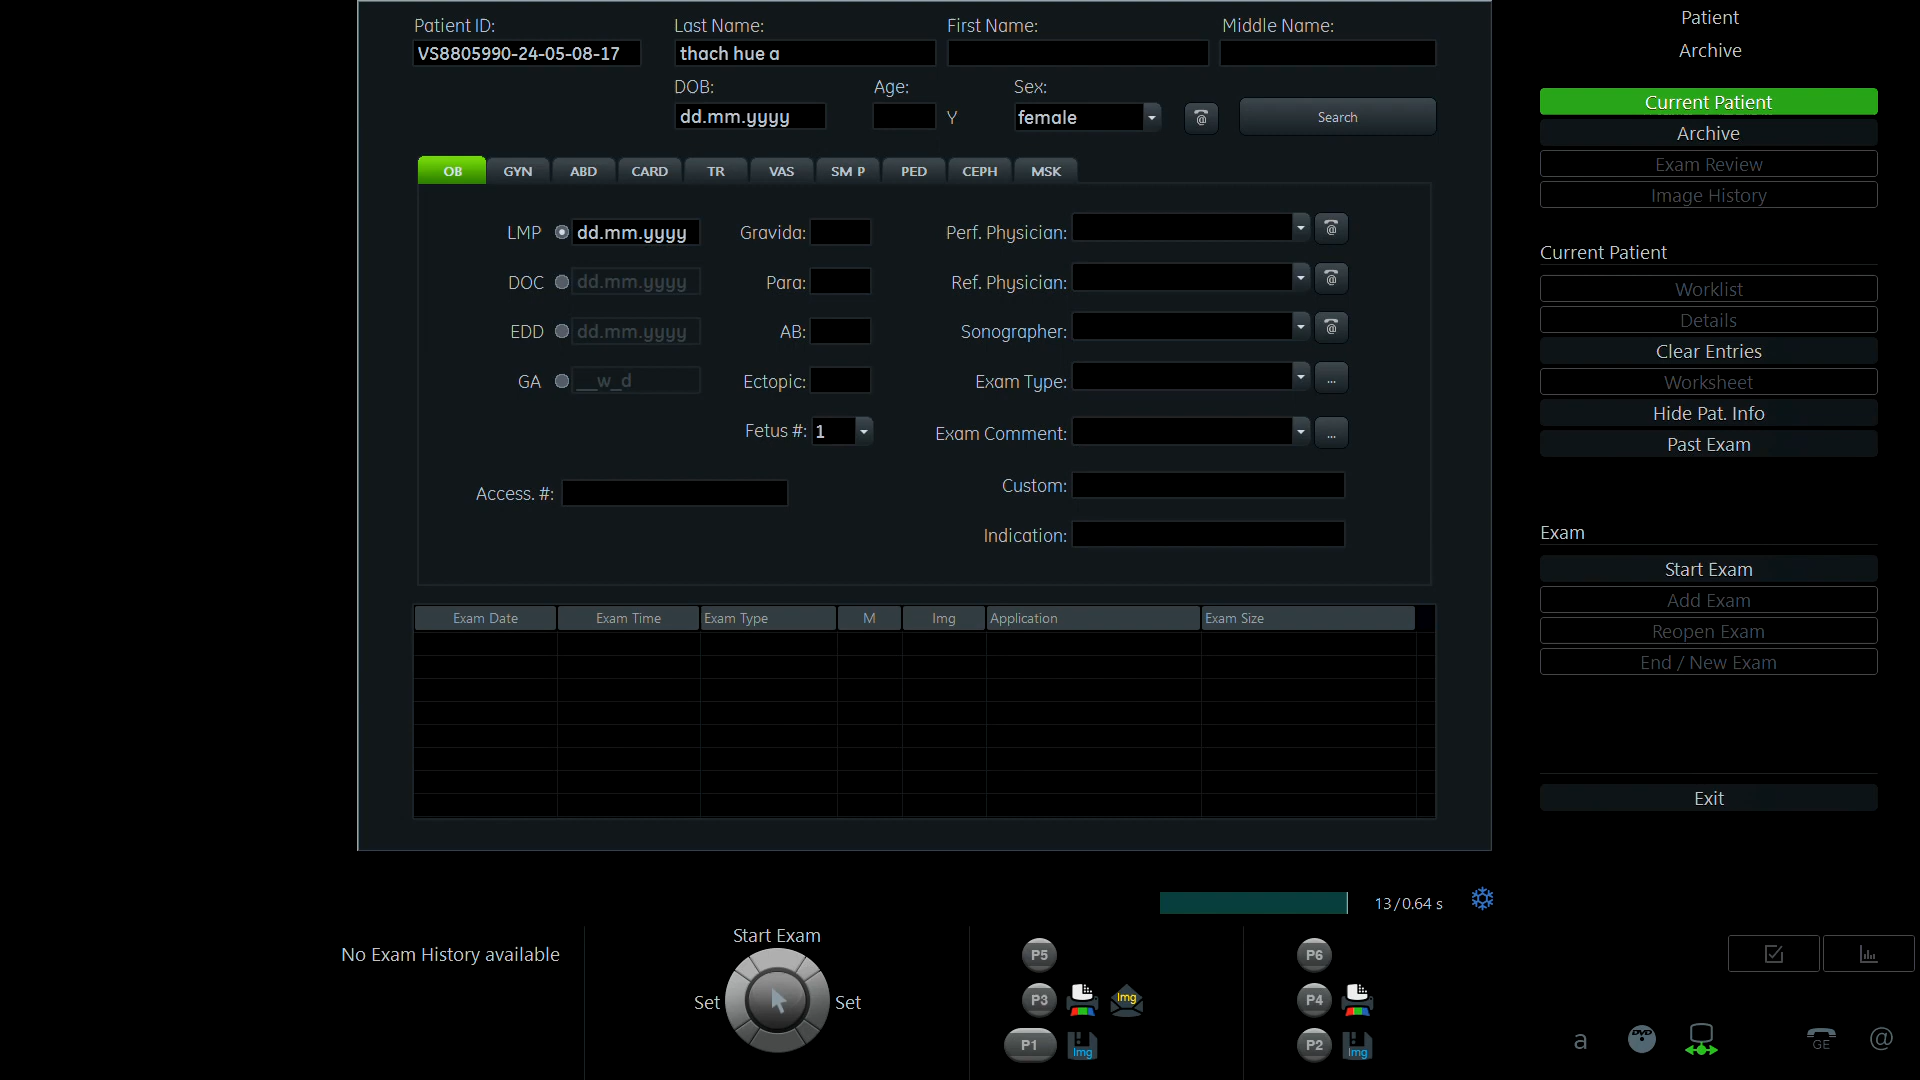 Patient ID: Last Name: First Name: Middle Name:
VS8805990-24-05-08-17 thach hue a
DOB: Age: Sex:
dd.mm.yyyy Y female @ Search
OB GYN ABD CARD TR VAS SM P PED CEPH MSK
LMP dd.mm.yyyy Gravida: Perf. Physician: @
DOC dd.mm.yyyy Para: Ref. Physician: @
EDD dd.mm.yyyy AB: Sonographer: @
GA __w_d Ectopic: Exam Type: ...
Fetus #: 1 Exam Comment: ...
Access. #: Custom:
Indication:
Exam Date Exam Time Exam Type M Img Application Exam Size
Patient
Archive
Current Patient
Archive
Exam Review
Image History
Current Patient
Worklist
Details
Clear Entries
Worksheet
Hide Pat. Info
Past Exam
Exam
Start Exam
Add Exam
Reopen Exam
End / New Exam
Exit
13/0.64 s
No Exam History available
Start Exam
Set Set
P5 P6
P3 Img P4
P1 Img P2 Img
a DVD GE @